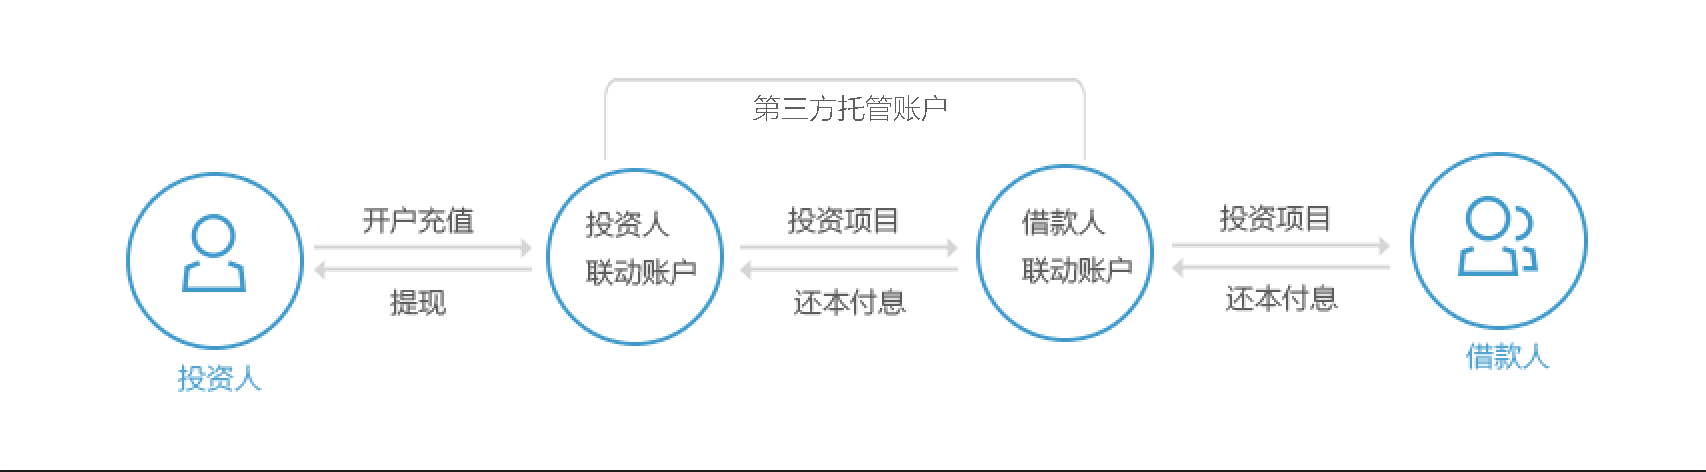 第三方托管账户
开户充值
提现
投资人
投资人
联动账户
投资项目
还本付息
借款人
联动账户
投资项目
还本付息
借款人